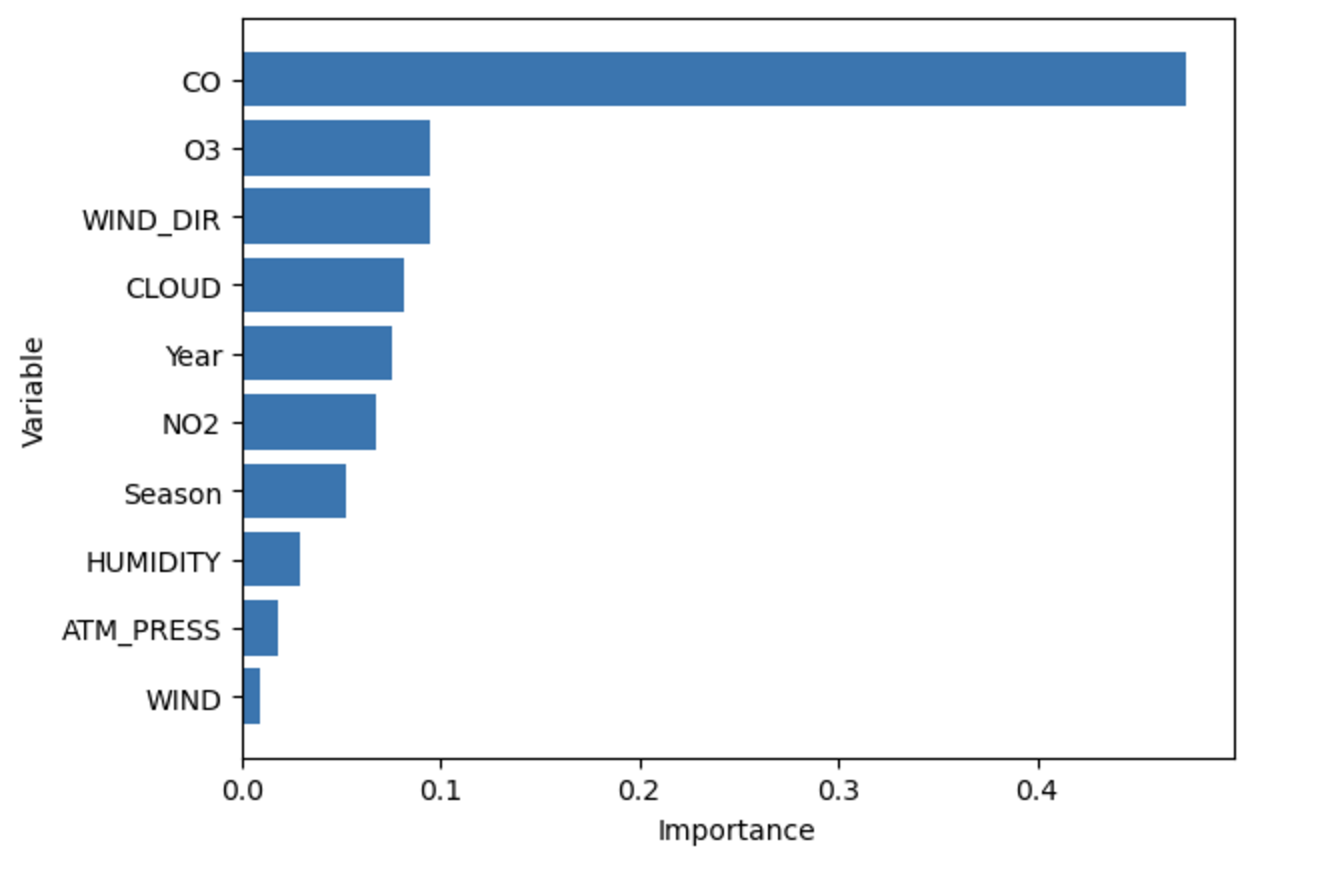 CO
O3
WIND_DIR
CLOUD
Year
NO2
Season
HUMIDITY
ATM_PRESS
WIND
Variable
0.0 0.1 0.2 0.3 0.4
Importance